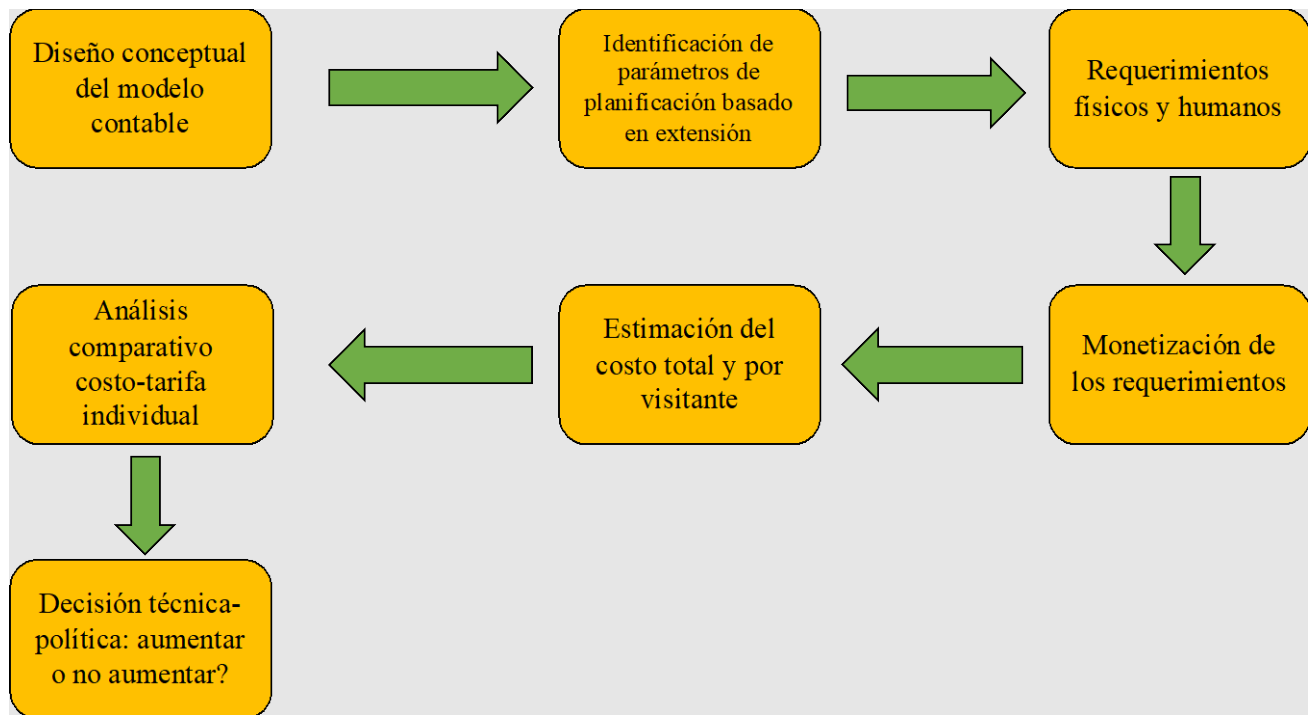 Diseño conceptual
del modelo
contable
Identificación de
parámetros de
planificación basado
en extensión
Requerimientos
físicos y humanos
Monetización de
los requerimientos
Estimación del
costo total y por
visitante
Análisis
comparativo
costo-tarifa
individual
Decisión técnica-
política: aumentar
o no aumentar?